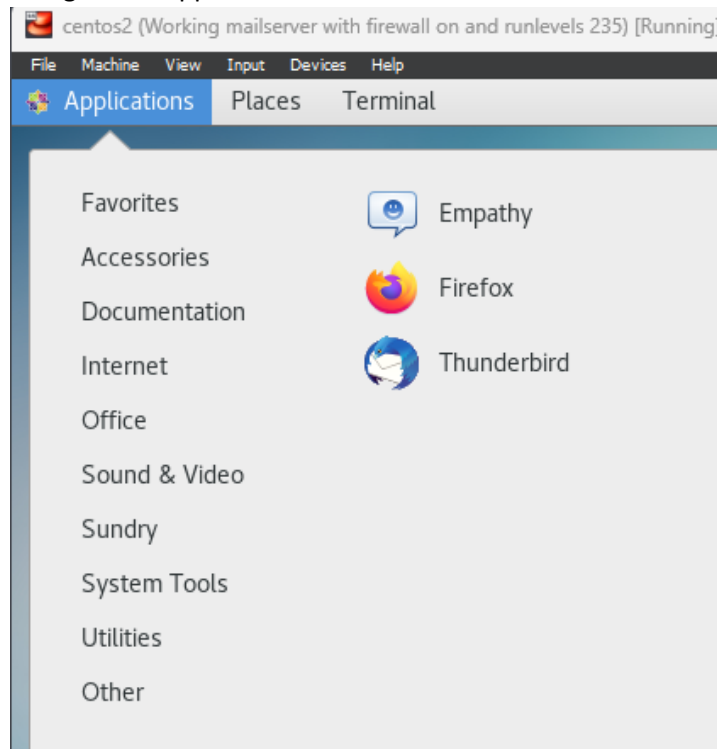 centos2 (Working mailserver with firewall on and runlevels 235) [Running]
File Machine View Input Devices Help
Applications Places Terminal
Favorites
Accessories
Documentation
Internet
Office
Sound & Video
Sundry
System Tools
Utilities
Other
Empathy
Firefox
Thunderbird